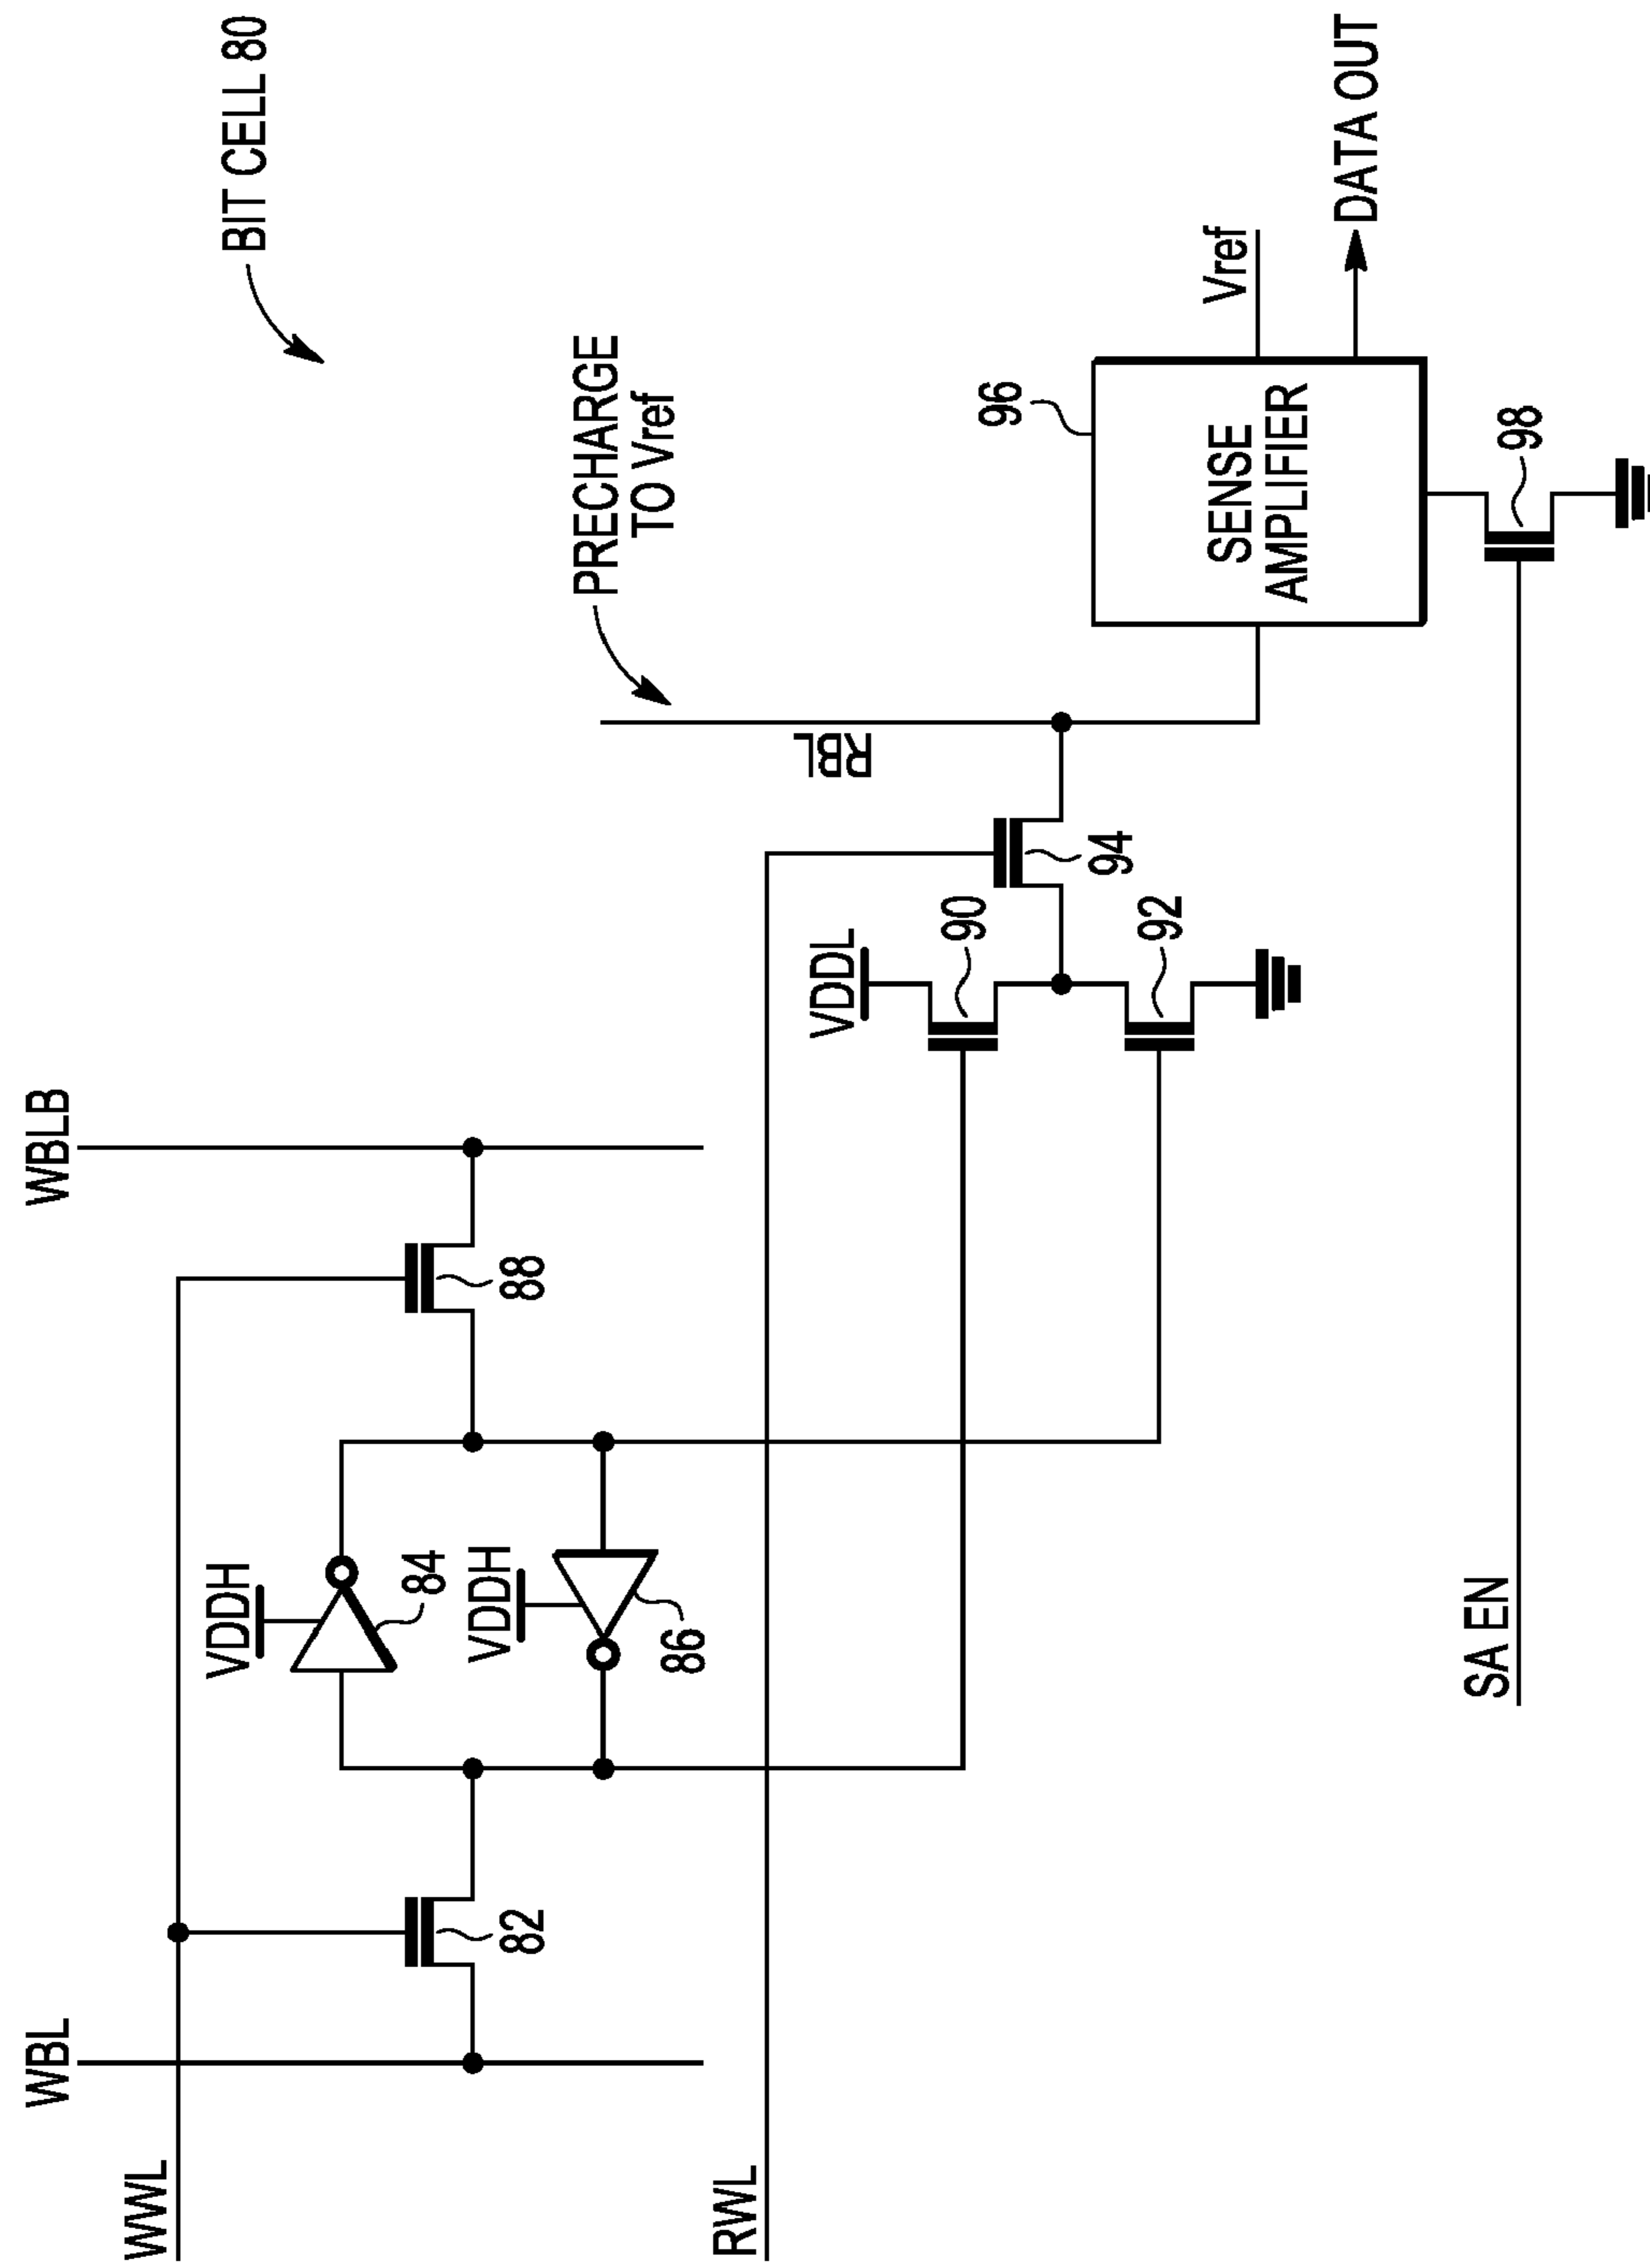 BIT CELL 80
WBL
WBLB
WWL
VDDH
84
82
88
VDDH
86
PRECHARGE
TO Vref
RWL
RBL
VDDL
90
94
92
96
Vref
SENSE
AMPLIFIER
DATA OUT
SA EN
98